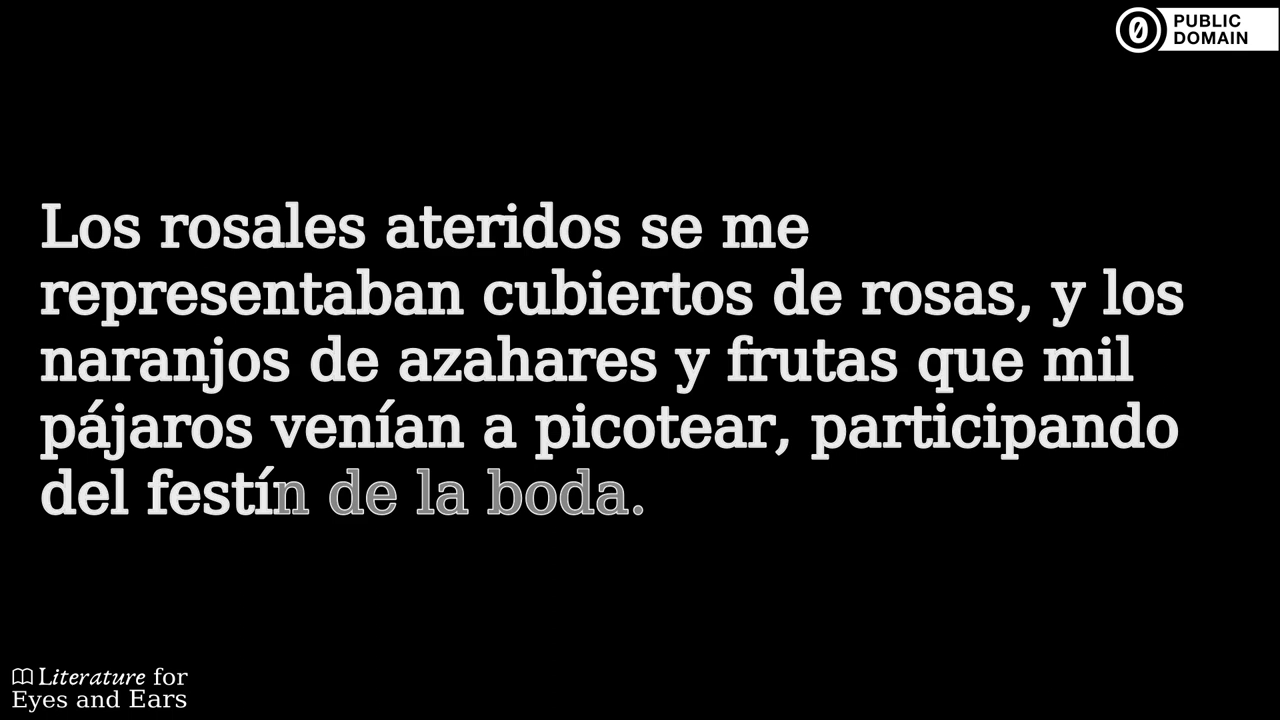 PUBLIC
DOMAIN
Los rosales ateridos se me
representaban cubiertos de rosas, y los
naranjos de azahares y frutas que mil
pájaros venían a picotear, participando
del festín de la boda.
Literature for
Eyes and Ears